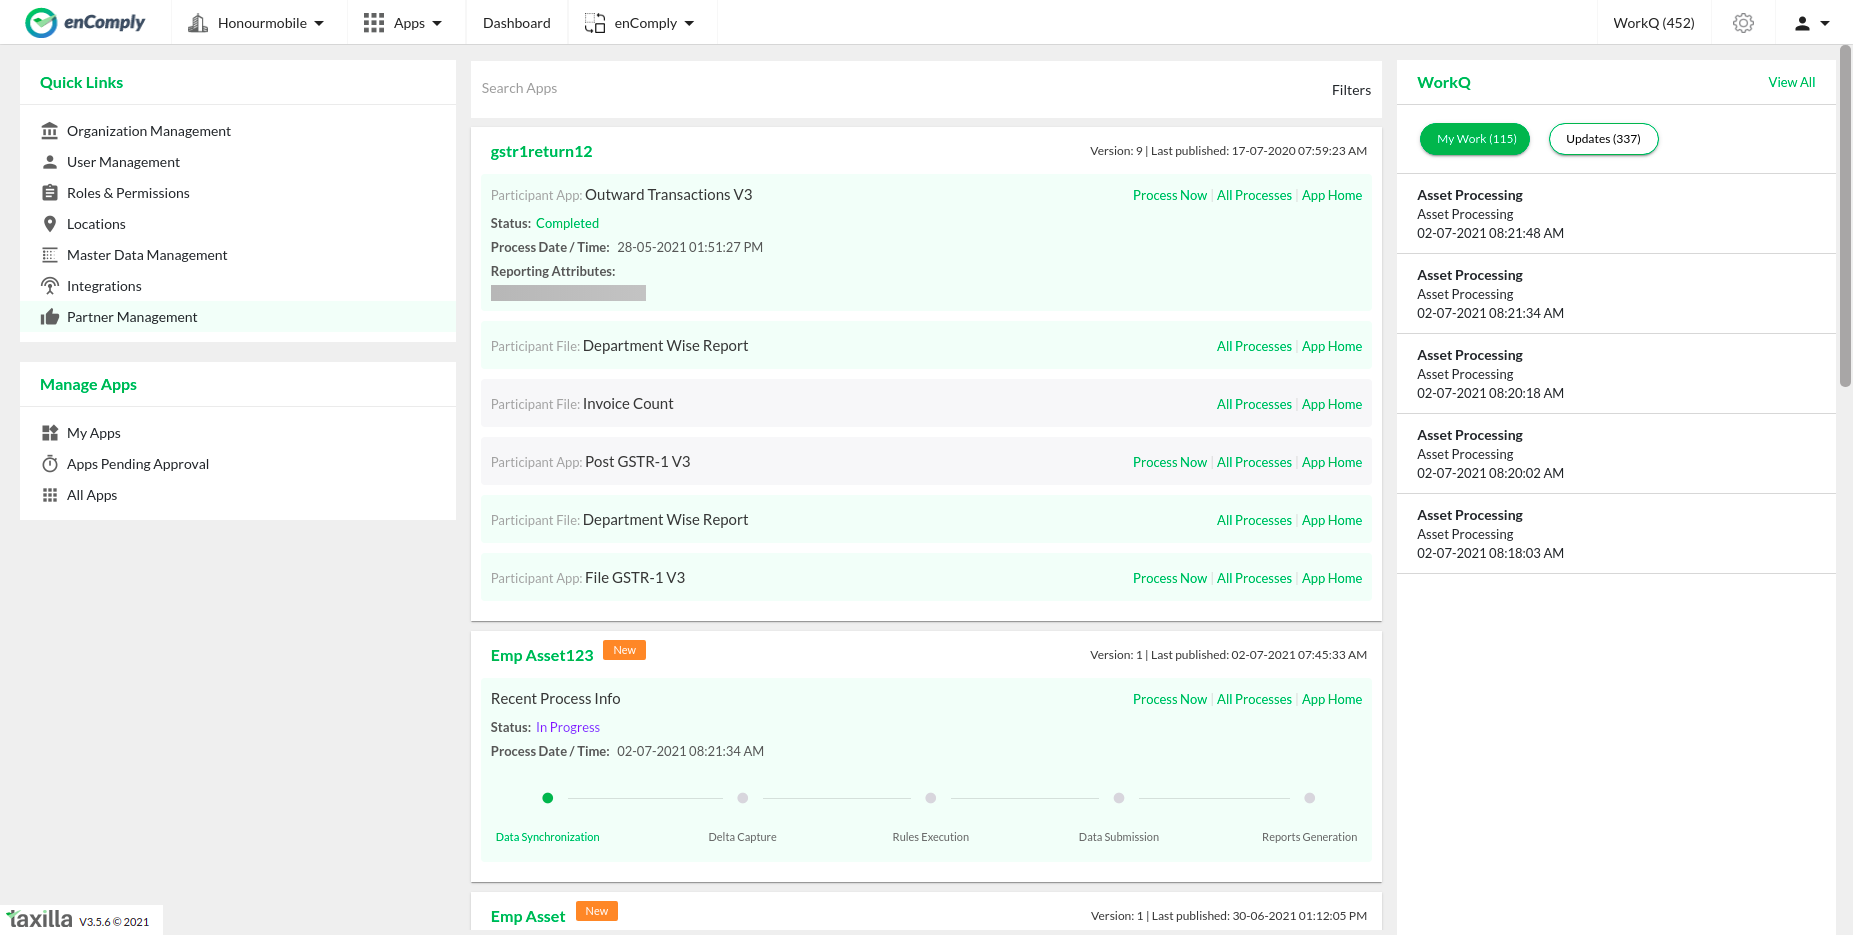 enComply
Honourmobile
Apps
Dashboard
enComply
WorkQ (452)
Quick Links
Organization Management
User Management
Roles & Permissions
Locations
Master Data Management
Integrations
Partner Management
Manage Apps
My Apps
Apps Pending Approval
All Apps
Search Apps
Filters
gstr1return12
Version: 9 | Last published: 17-07-2020 07:59:23 AM
Participant App: Outward Transactions V3
Process Now | All Processes | App Home
Status: Completed
Process Date / Time: 28-05-2021 01:51:27 PM
Reporting Attributes:
Participant File: Department Wise Report
All Processes | App Home
Participant File: Invoice Count
All Processes | App Home
Participant App: Post GSTR-1 V3
Process Now | All Processes | App Home
Participant File: Department Wise Report
All Processes | App Home
Participant App: File GSTR-1 V3
Process Now | All Processes | App Home
Emp Asset123
New
Version: 1 | Last published: 02-07-2021 07:45:33 AM
Recent Process Info
Process Now | All Processes | App Home
Status: In Progress
Process Date / Time: 02-07-2021 08:21:34 AM
Data Synchronization
Delta Capture
Rules Execution
Data Submission
Reports Generation
Emp Asset
New
Version: 1 | Last published: 30-06-2021 01:12:05 PM
WorkQ
View All
My Work (115)
Updates (337)
Asset Processing
Asset Processing
02-07-2021 08:21:48 AM
Asset Processing
Asset Processing
02-07-2021 08:21:34 AM
Asset Processing
Asset Processing
02-07-2021 08:20:18 AM
Asset Processing
Asset Processing
02-07-2021 08:20:02 AM
Asset Processing
Asset Processing
02-07-2021 08:18:03 AM
taxilla V3.5.6 © 2021